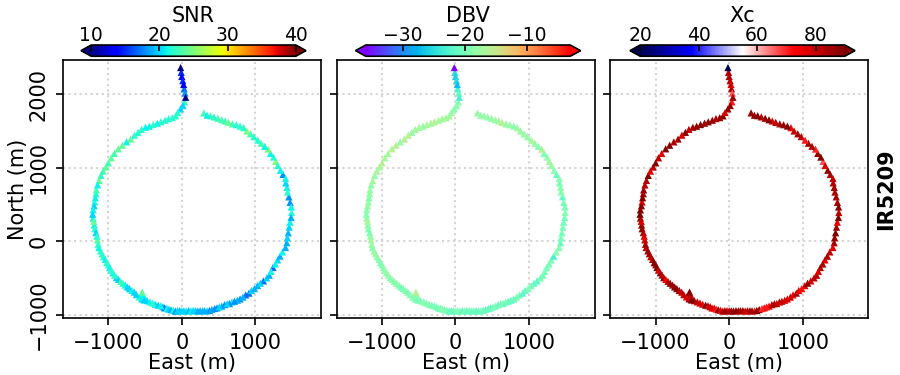 SNR DBV Xc
10 20 30 40 −30 −20 −10 20 40 60 80
2000
1000
0
−1000
North (m)
IR5209
−1000 0 1000 −1000 0 1000 −1000 0 1000
East (m) East (m) East (m)